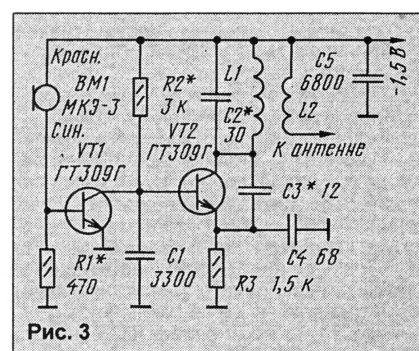 Красн.
ВМ1
МКЭ-3
Син.
VT1
ГТ309Г
R2*
3 к
VT2
ГТ309Г
L1
C2*
30
L2
C5
6800
-1,5 В
К антенне
C3* 12
R1*
470
C1
3300
R3 1,5 к
C4 68
Рис. 3